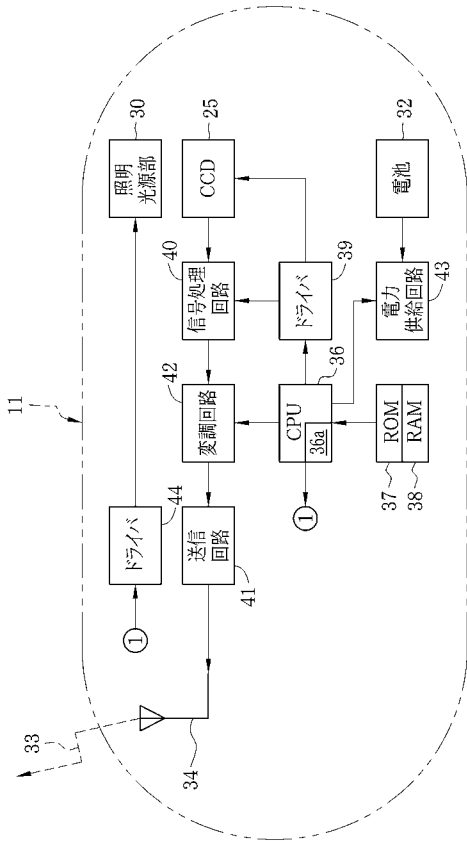 11
33
34
①
ドライバ
44
照明
光源部
30
送信
回路
41
変調回路
42
信号処理
回路
40
CCD
25
①
CPU
36a
36
ドライバ
39
ROM
RAM
37
38
電力
供給回路
43
電池
32